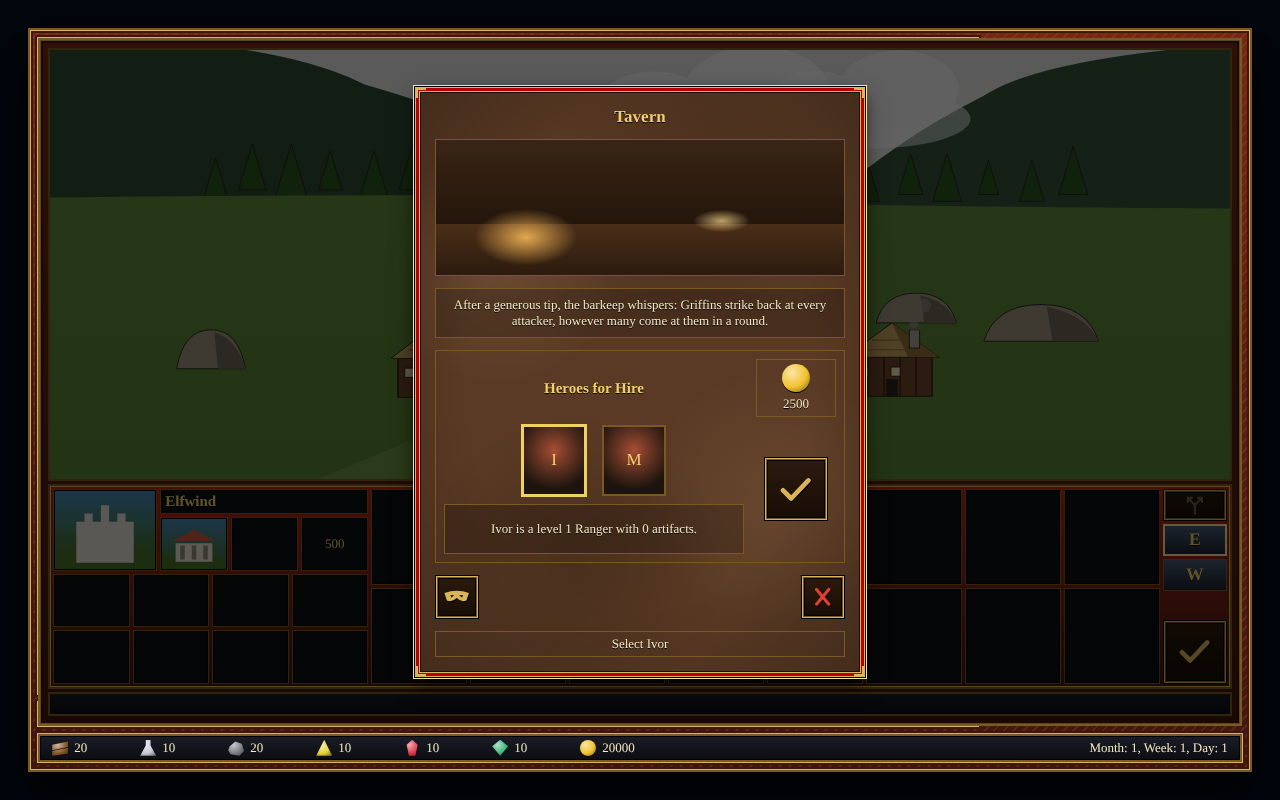 Tavern
After a generous tip, the barkeep whispers: Griffins strike back at every
attacker, however many come at them in a round.
Heroes for Hire
2500
I
M
Ivor is a level 1 Ranger with 0 artifacts.
Select Ivor
Elfwind
500
E
W
20
10
20
10
10
10
20000
Month: 1, Week: 1, Day: 1